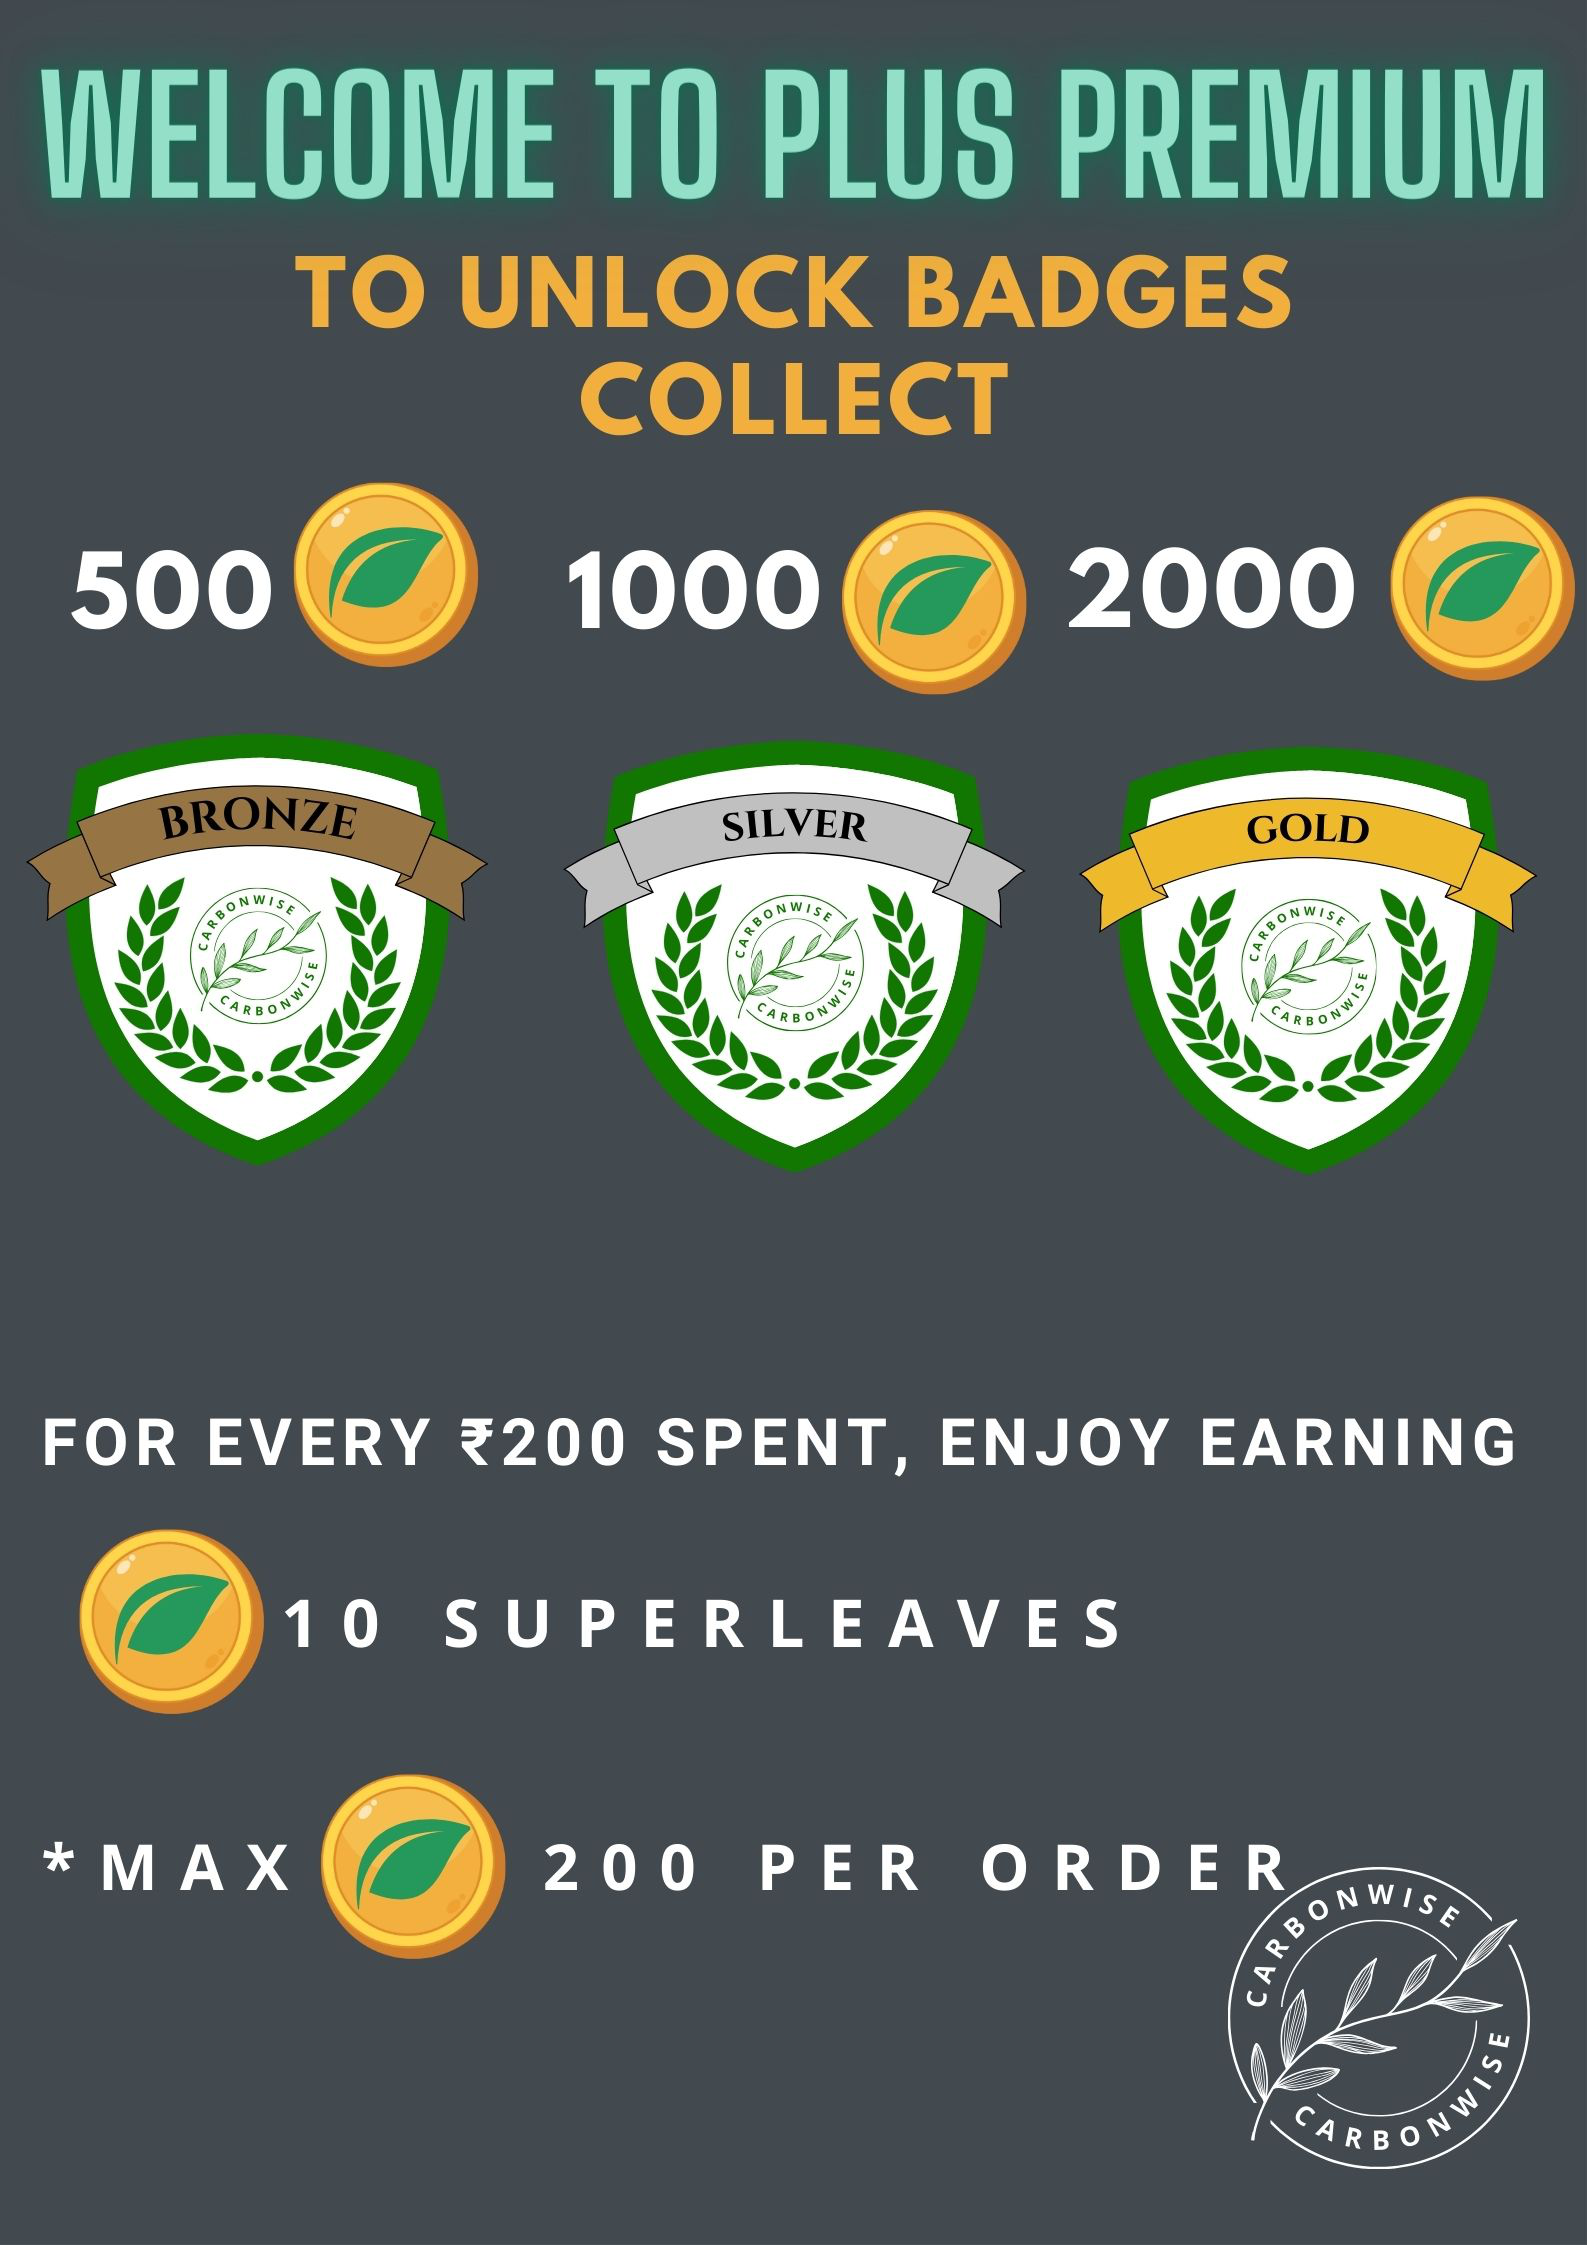 WELCOME TO PLUS PREMIUM
TO UNLOCK BADGES
COLLECT
500
1000
2000
BRONZE
CARBONWISE
CARBONWISE
SILVER
CARBONWISE
CARBONWISE
GOLD
CARBONWISE
CARBONWISE
FOR EVERY ₹200 SPENT, ENJOY EARNING
10 SUPERLEAVES
*MAX 200 PER ORDER
CARBONWISE
CARBONWISE